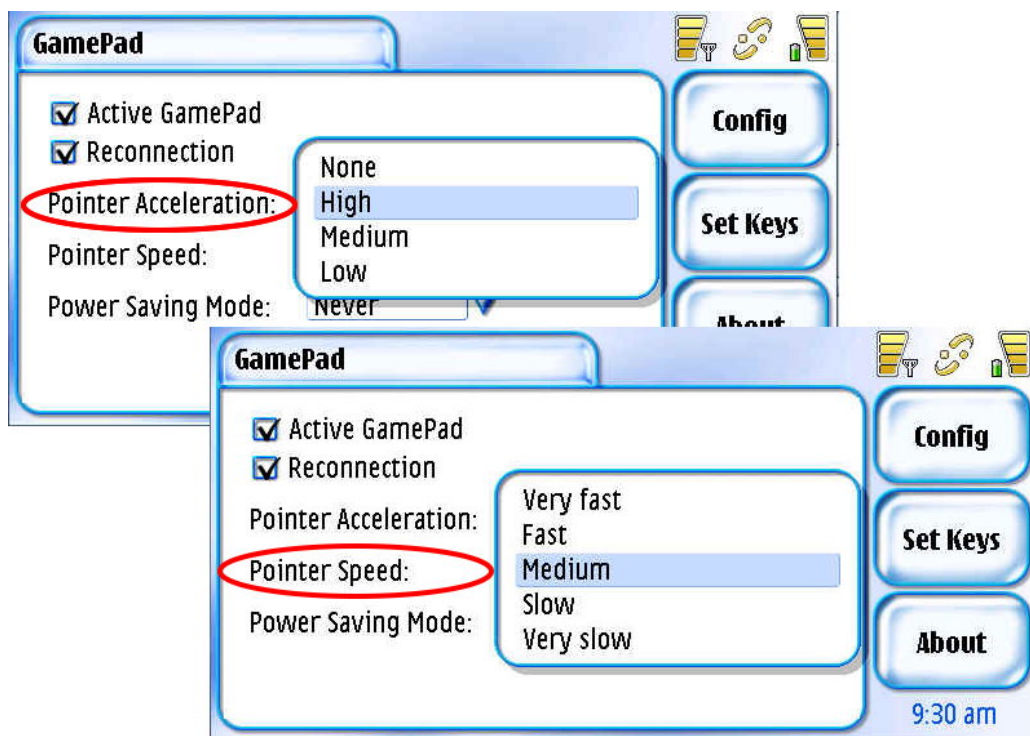 GamePad
Active GamePad
Reconnection
Pointer Acceleration:
Pointer Speed:
Power Saving Mode:
None
High
Medium
Low
Never
Config
Set Keys
About
GamePad
Active GamePad
Reconnection
Pointer Acceleration:
Pointer Speed:
Power Saving Mode:
Very fast
Fast
Medium
Slow
Very slow
Config
Set Keys
About
9:30 am